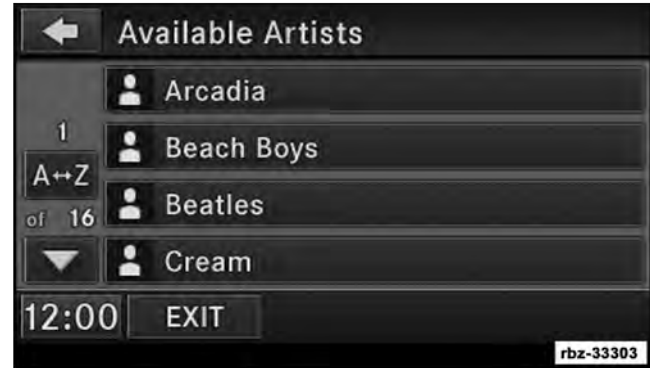 Available Artists
Arcadia
1
Beach Boys
A↔Z
Beatles
of 16
Cream
12:00 EXIT
rbz-33303